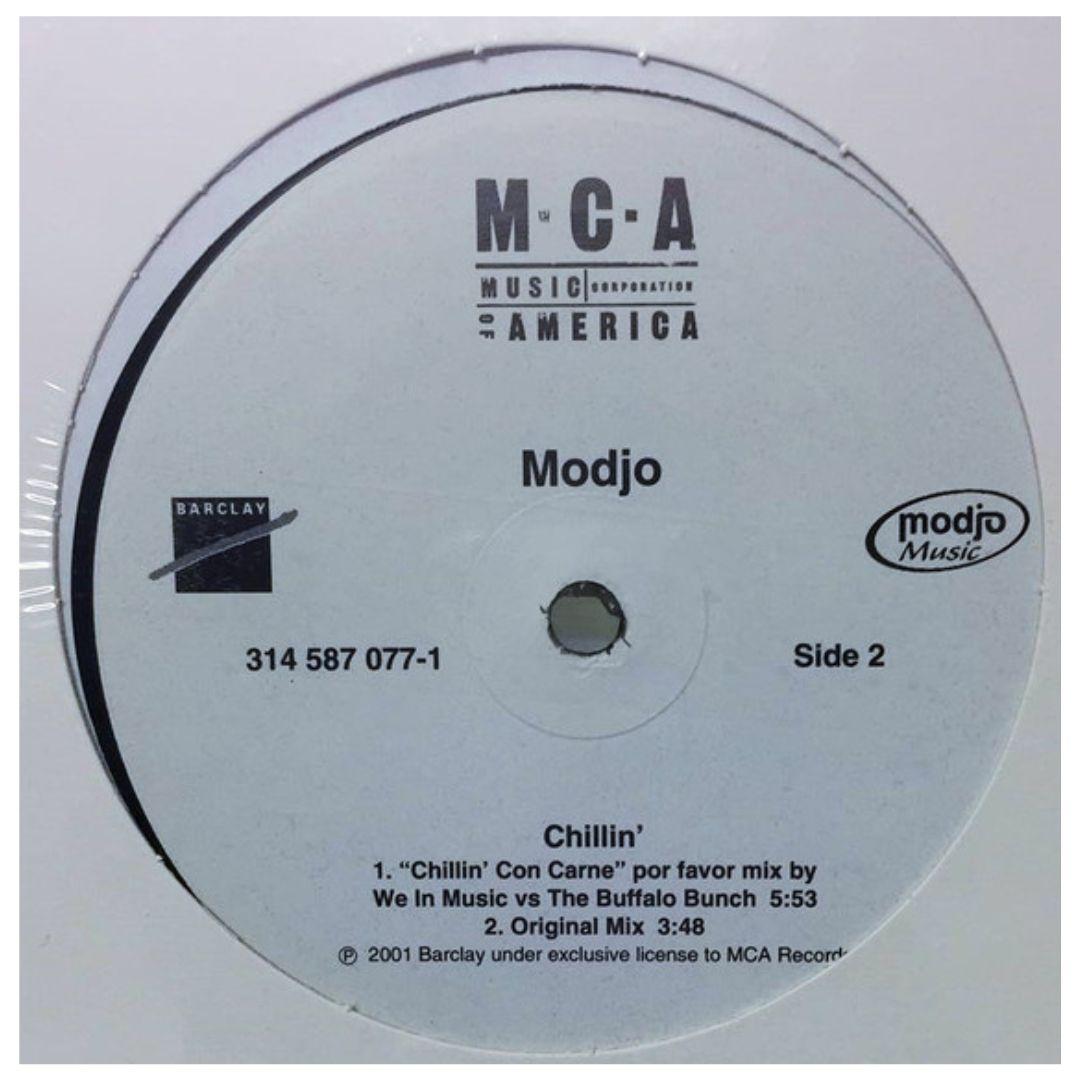 M·C·A
MUSIC CORPORATION
OF AMERICA
Modjo
BARCLAY
modjo
Music
314 587 077-1
Side 2
Chillin’
1. “Chillin’ Con Carne” por favor mix by
We In Music vs The Buffalo Bunch 5:53
2. Original Mix 3:48
℗ 2001 Barclay under exclusive license to MCA Record